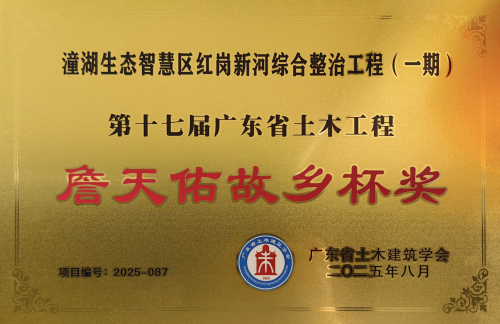 潼湖生态智慧区红岗新河综合整治工程（一期）
第十七届广东省土木工程
詹天佑故乡杯奖
广东省土木建筑学会
项目编号：2025-087
二〇二五年八月